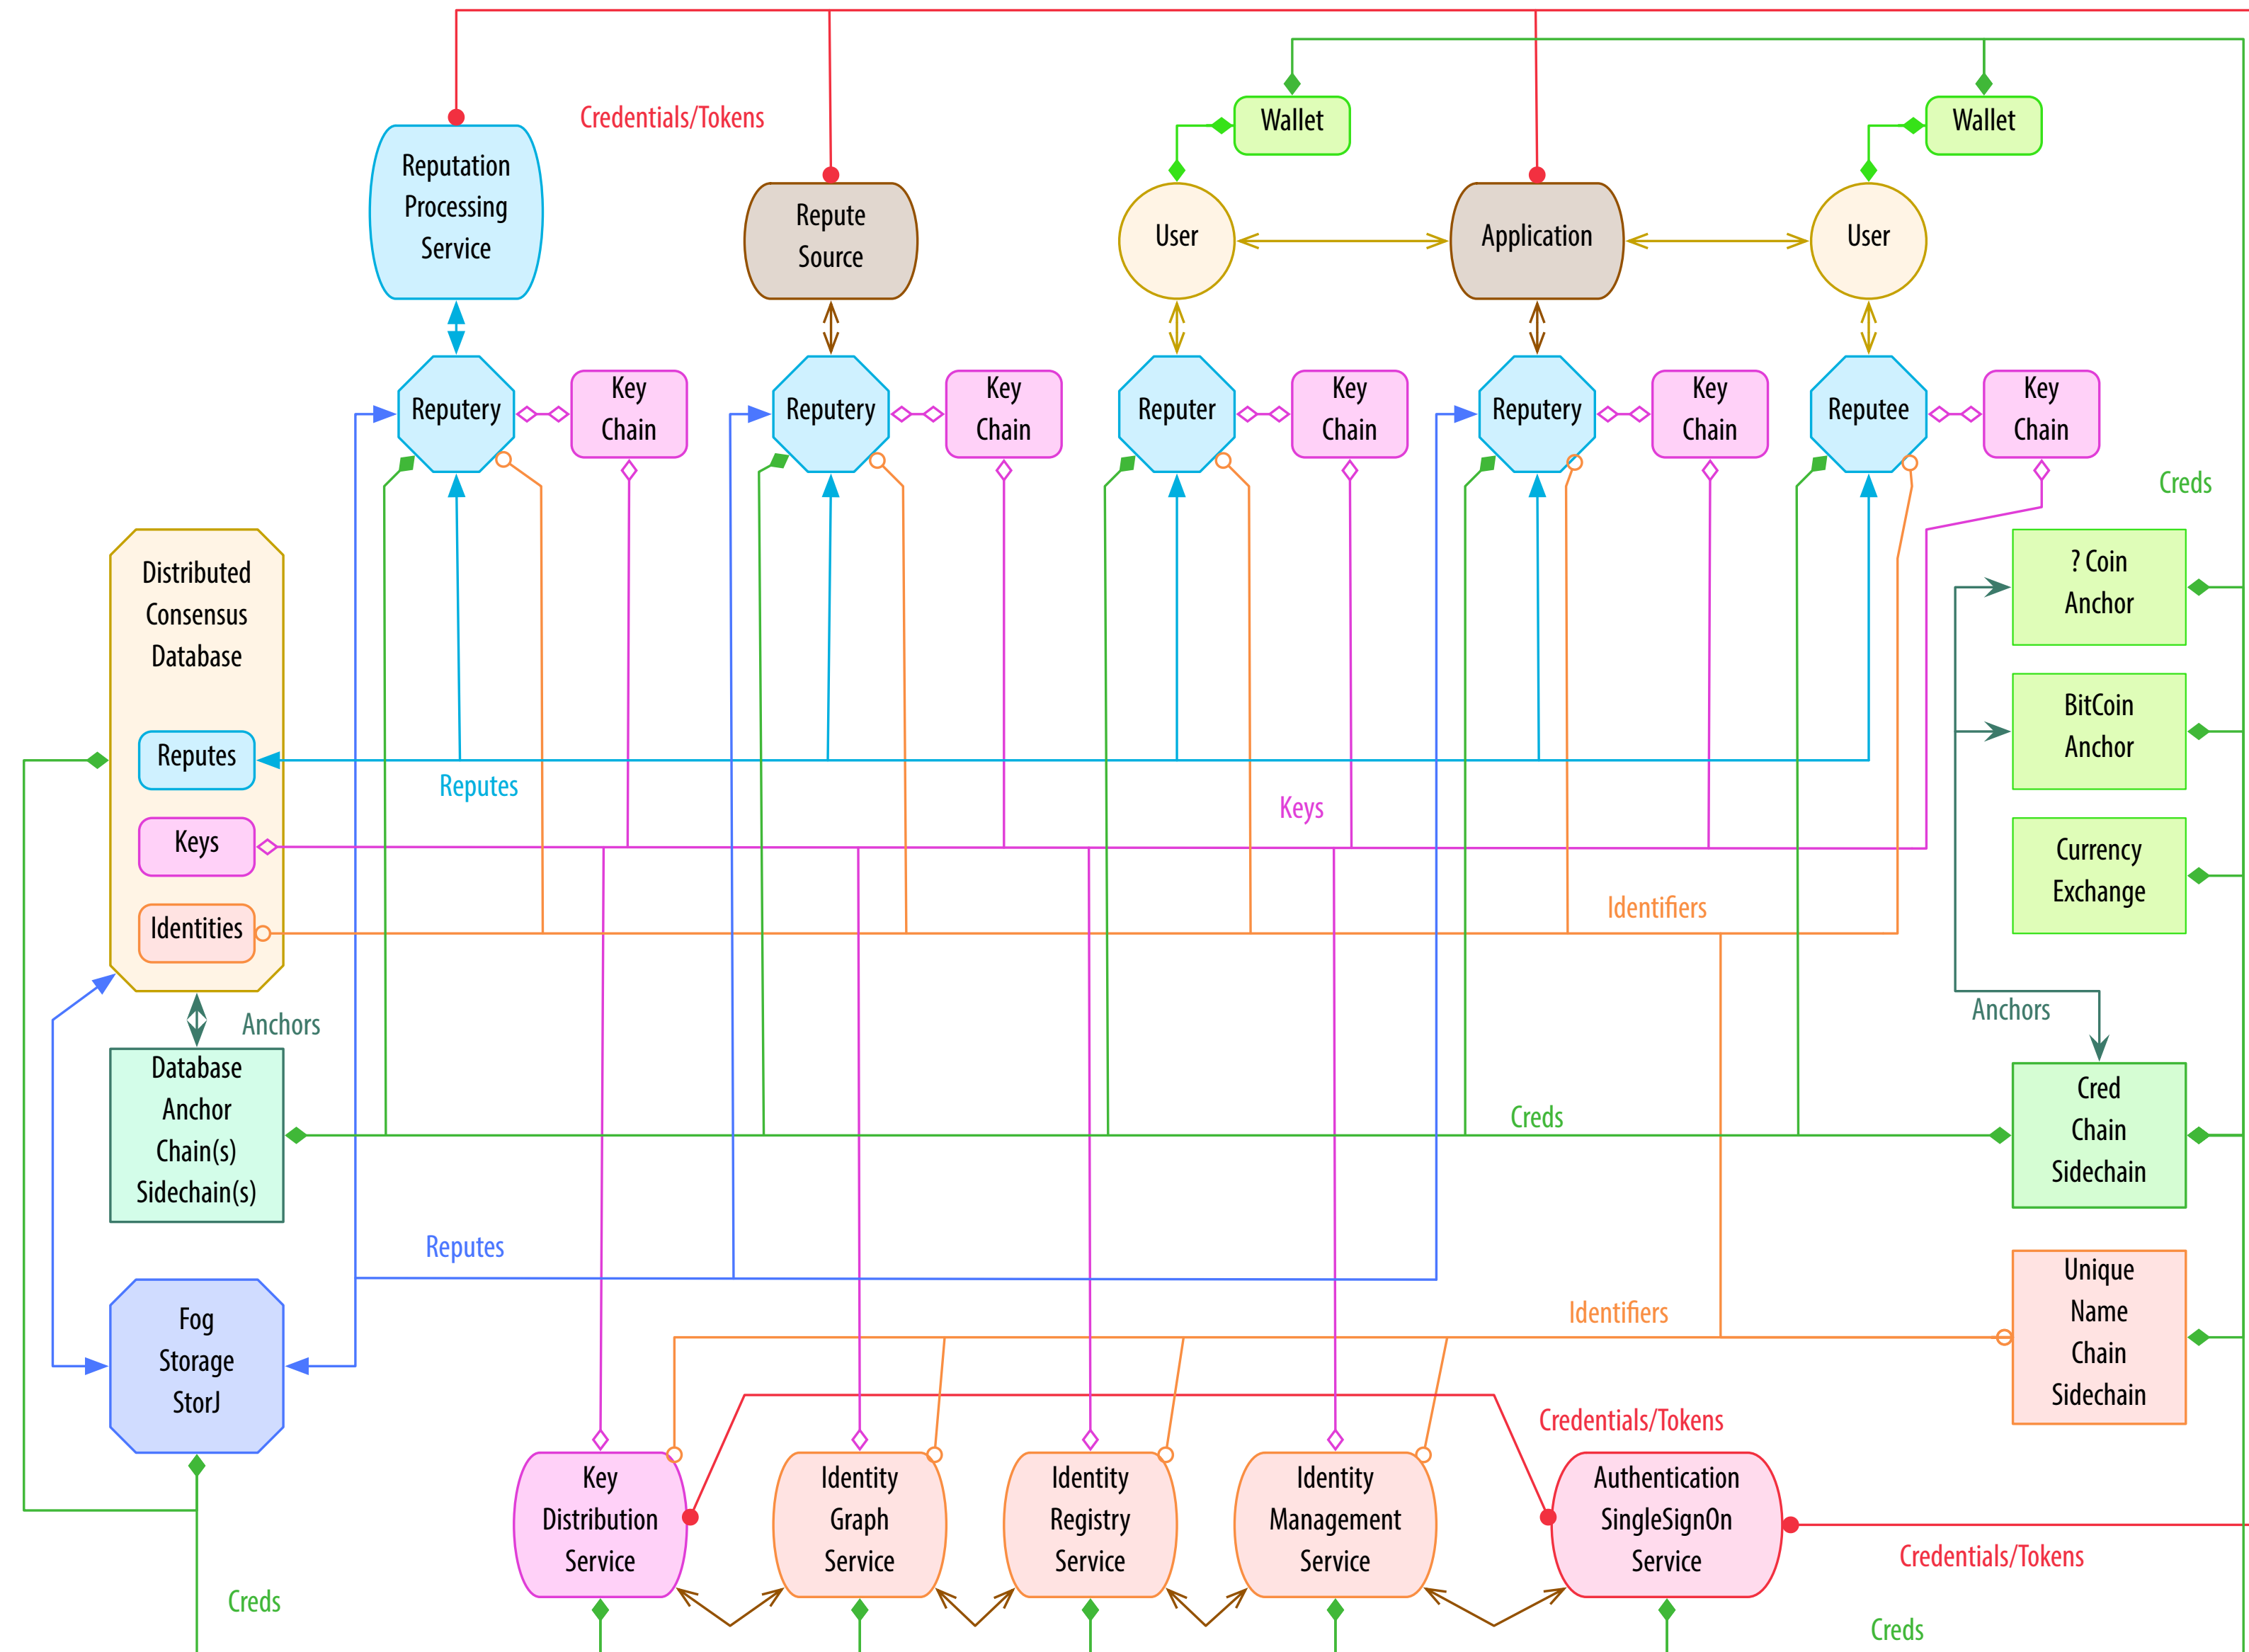 Credentials/Tokens
Wallet
Wallet
Reputation
Processing
Service
Repute
Source
User
Application
User
Reputery
Key
Chain
Reputery
Key
Chain
Reputer
Key
Chain
Reputery
Key
Chain
Reputee
Key
Chain
Creds
Distributed
Consensus
Database
Reputes
Keys
Identities
Reputes
Keys
Identifiers
? Coin
Anchor
BitCoin
Anchor
Currency
Exchange
Anchors
Anchors
Database
Anchor
Chain(s)
Sidechain(s)
Creds
Cred
Chain
Sidechain
Reputes
Fog
Storage
StorJ
Identifiers
Unique
Name
Chain
Sidechain
Credentials/Tokens
Key
Distribution
Service
Identity
Graph
Service
Identity
Registry
Service
Identity
Management
Service
Authentication
SingleSignOn
Service
Credentials/Tokens
Creds
Creds